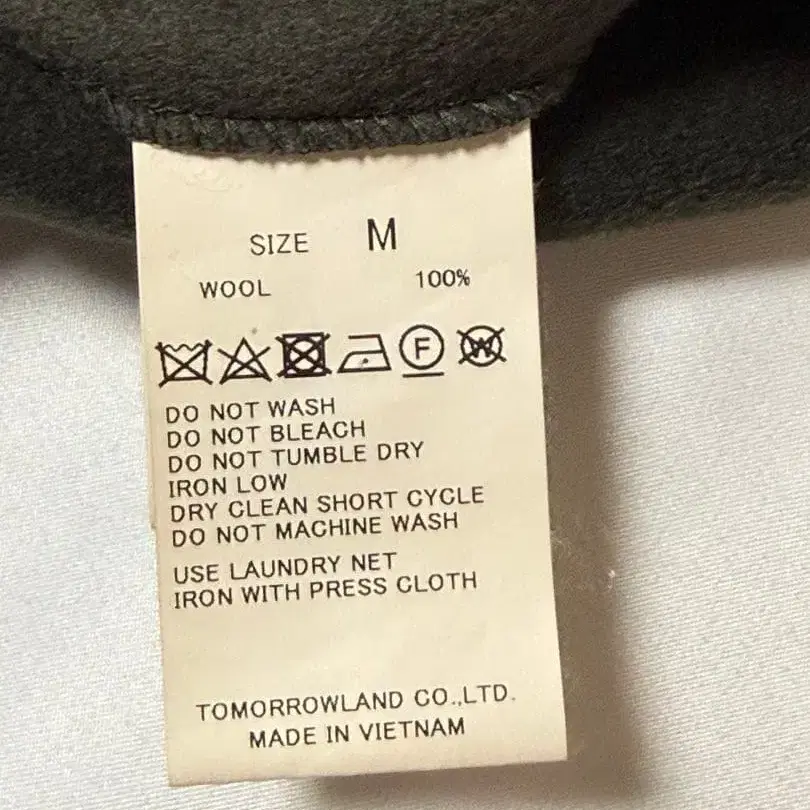 SIZE M
WOOL 100%
F W
DO NOT WASH
DO NOT BLEACH
DO NOT TUMBLE DRY
IRON LOW
DRY CLEAN SHORT CYCLE
DO NOT MACHINE WASH
USE LAUNDRY NET
IRON WITH PRESS CLOTH
TOMORROWLAND CO.,LTD.
MADE IN VIETNAM